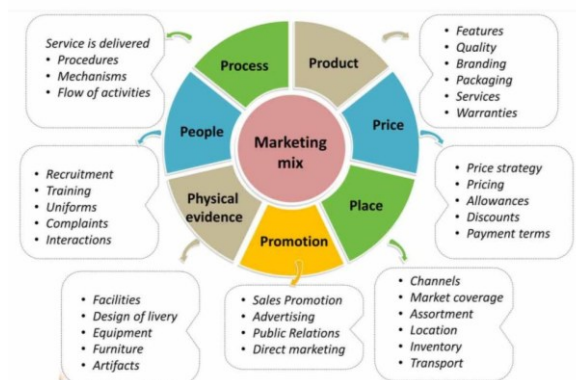 Marketing
mix
Product
• Features
• Quality
• Branding
• Packaging
• Services
• Warranties
Price
• Price strategy
• Pricing
• Allowances
• Discounts
• Payment terms
Place
• Channels
• Market coverage
• Assortment
• Location
• Inventory
• Transport
Promotion
• Sales Promotion
• Advertising
• Public Relations
• Direct marketing
Physical
evidence
• Facilities
• Design of livery
• Equipment
• Furniture
• Artifacts
People
• Recruitment
• Training
• Uniforms
• Complaints
• Interactions
Process
Service is delivered
• Procedures
• Mechanisms
• Flow of activities